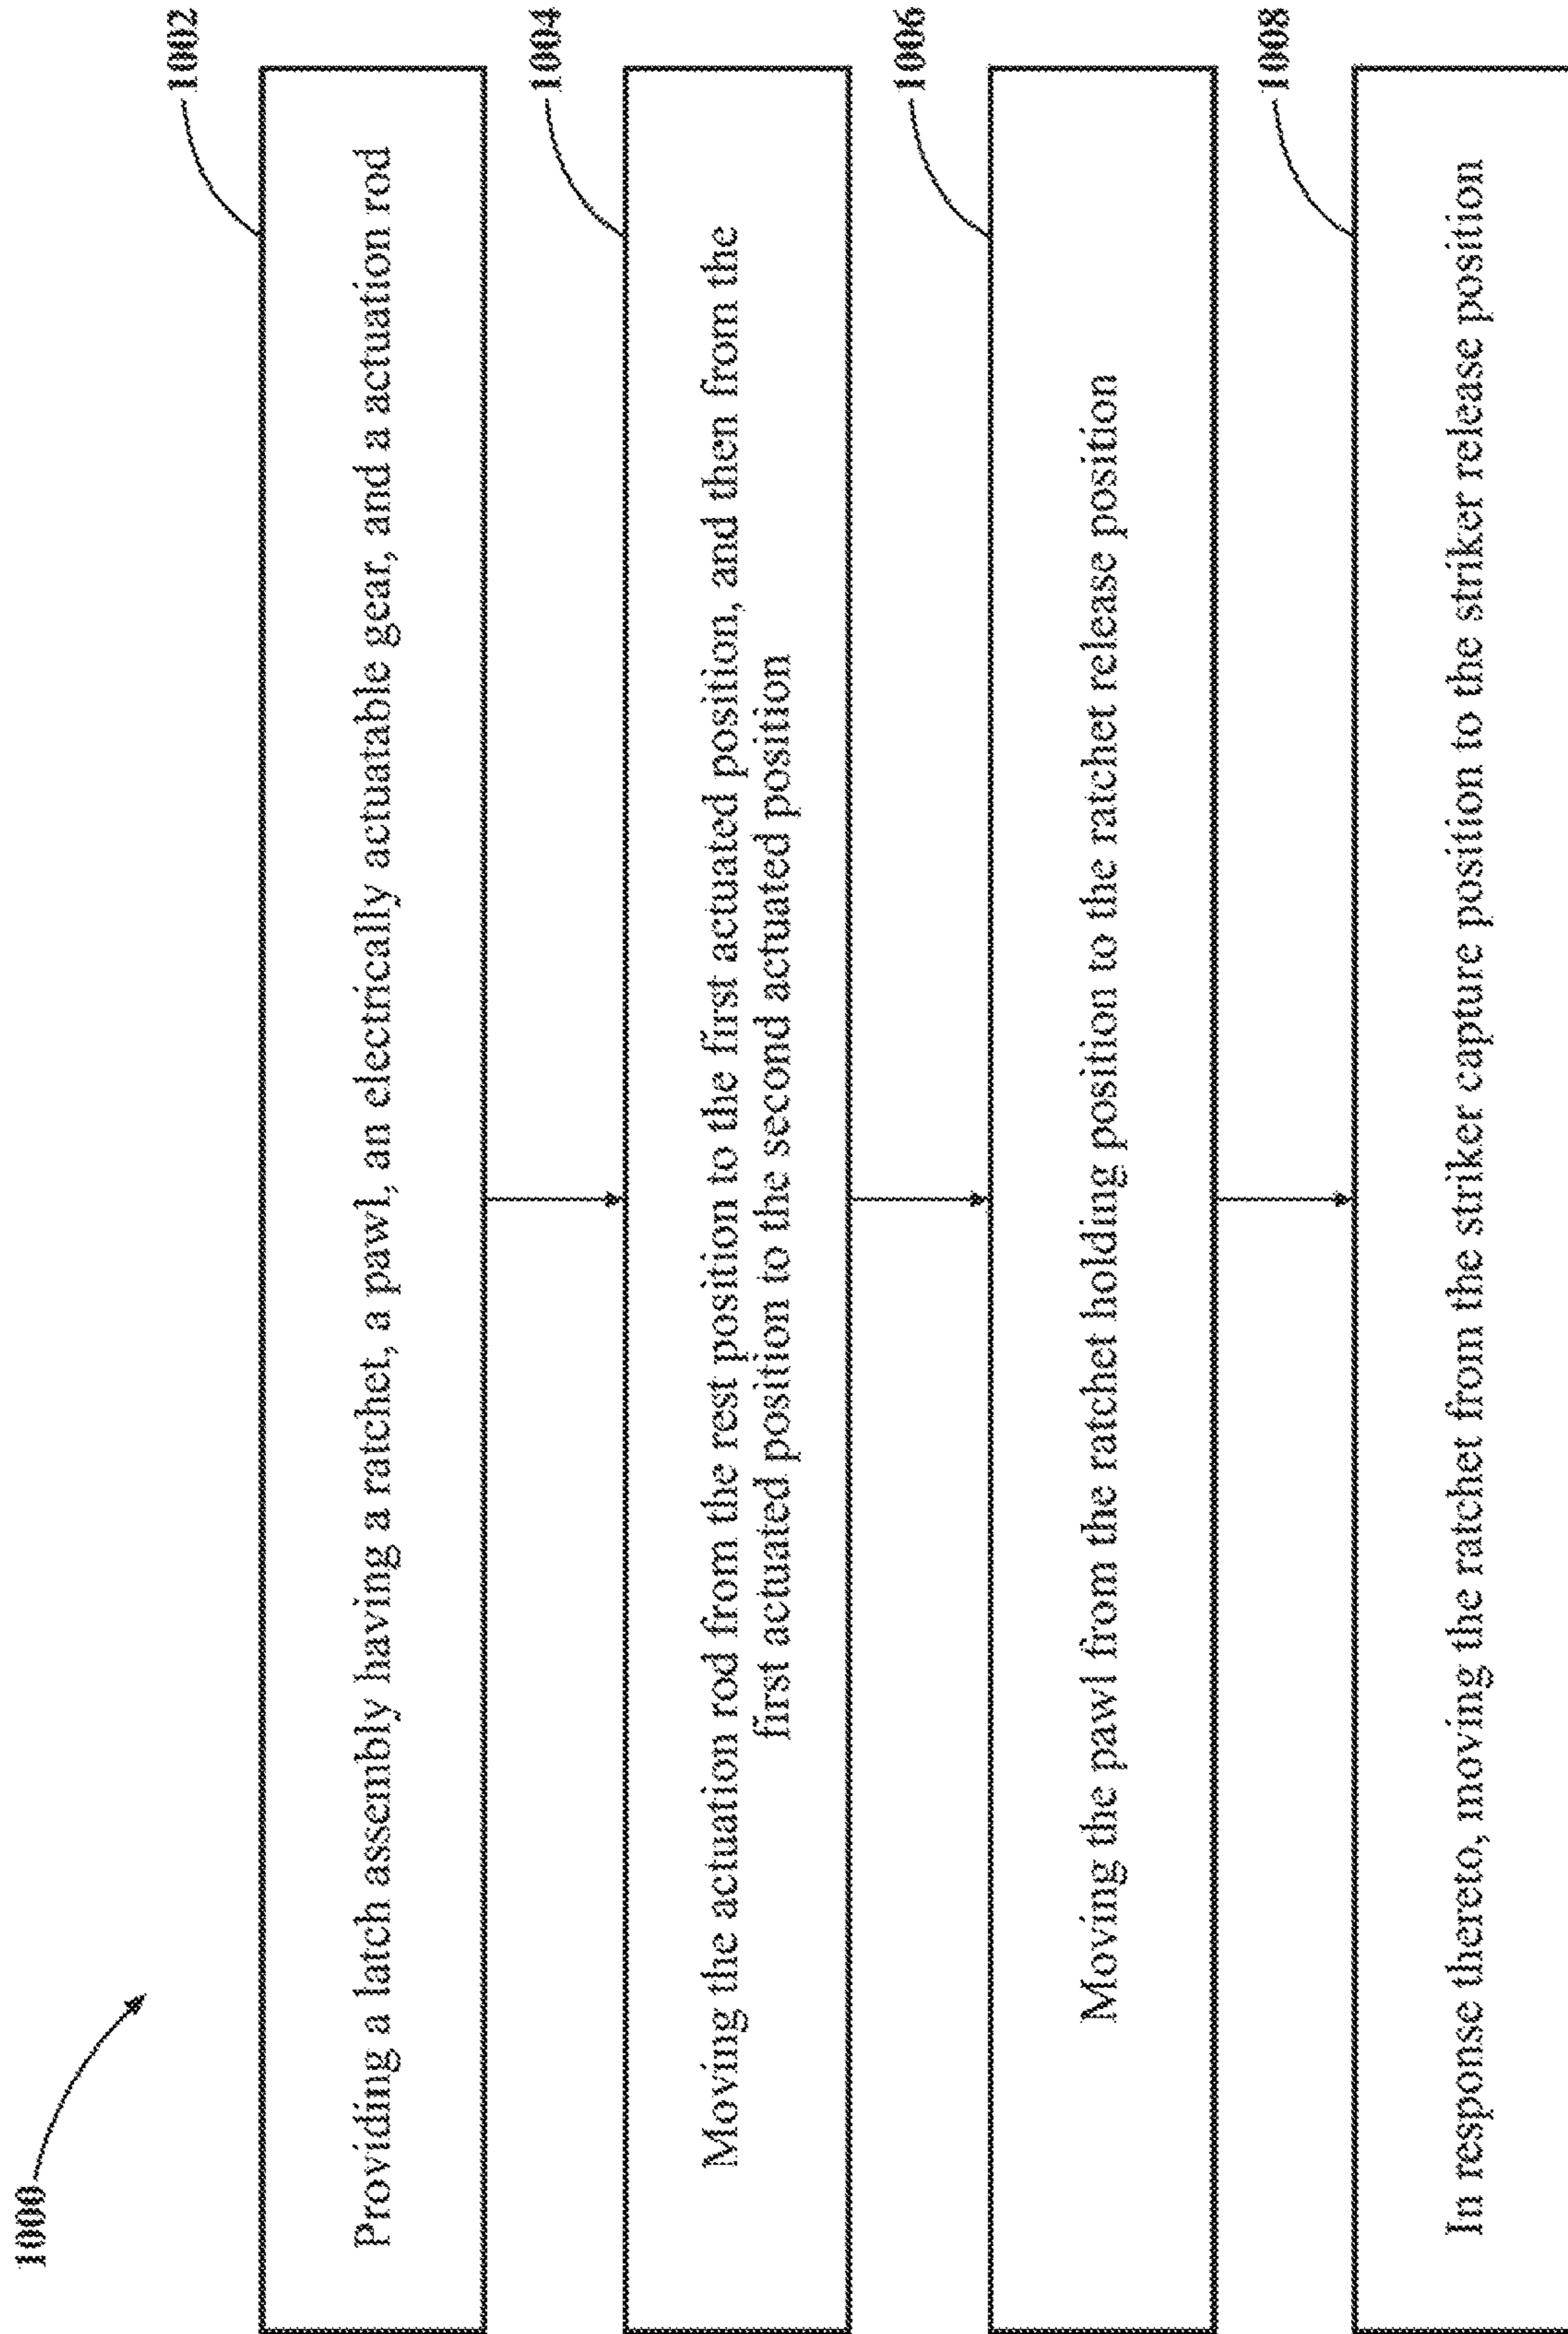 1000
1002
Providing a latch assembly having a ratchet, a pawl, an electrically actuatable gear, and a actuation rod
1004
Moving the actuation rod from the rest position to the first actuated position, and then from the
first actuated position to the second actuated position
1006
Moving the pawl from the ratchet holding position to the ratchet release position
1008
In response thereto, moving the ratchet from the striker capture position to the striker release position